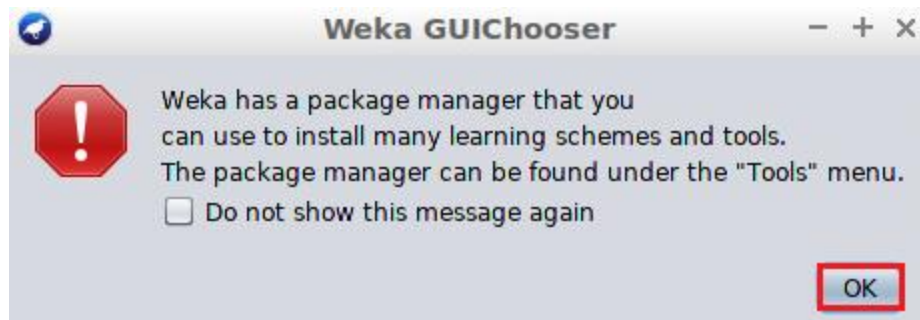 Weka GUIChooser
Weka has a package manager that you
can use to install many learning schemes and tools.
The package manager can be found under the "Tools" menu.
Do not show this message again
OK